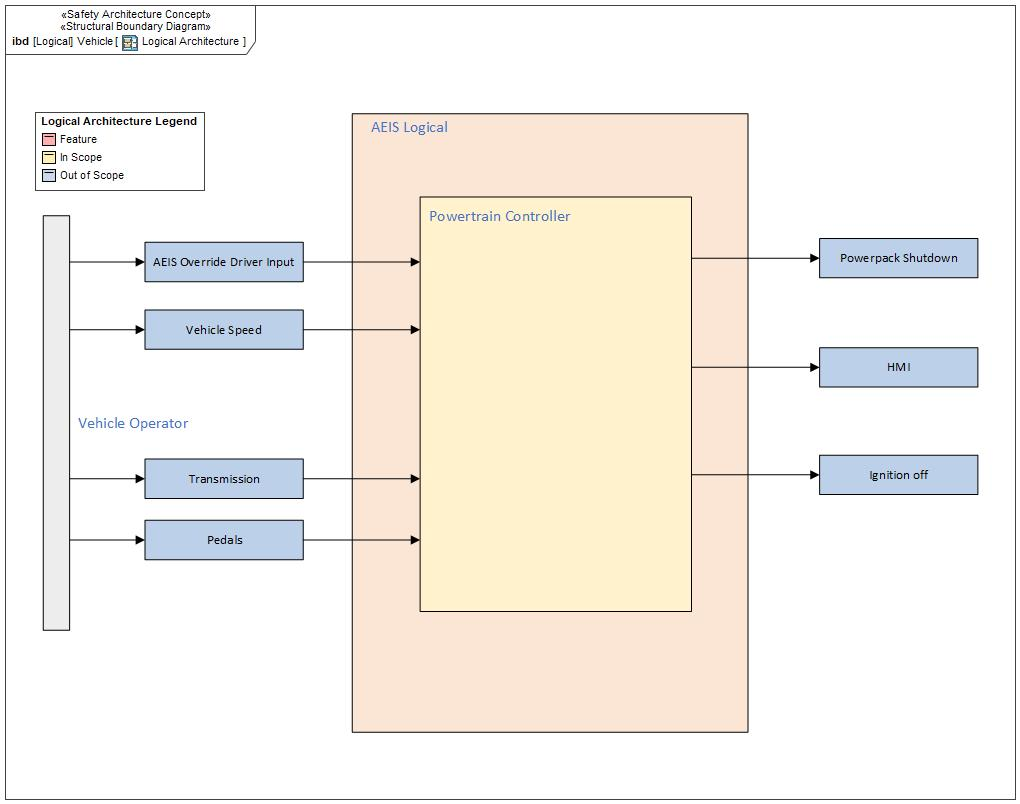 «Safety Architecture Concept»
«Structural Boundary Diagram»
ibd [Logical] Vehicle [ Logical Architecture ]
Logical Architecture Legend
Feature
In Scope
Out of Scope
AEIS Logical
Powertrain Controller
AEIS Override Driver Input
Vehicle Speed
Vehicle Operator
Transmission
Pedals
Powerpack Shutdown
HMI
Ignition off